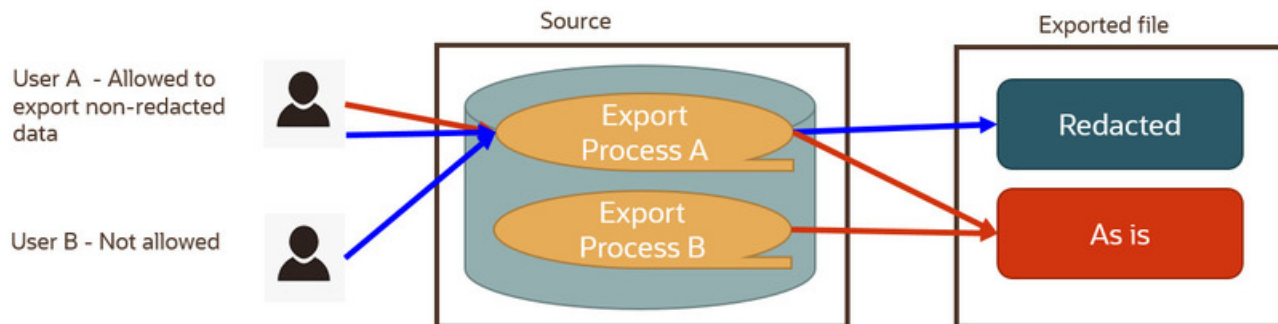 Source
Exported file
User A - Allowed to
export non-redacted
data
Export
Process A
Redacted
User B - Not allowed
Export
Process B
As is